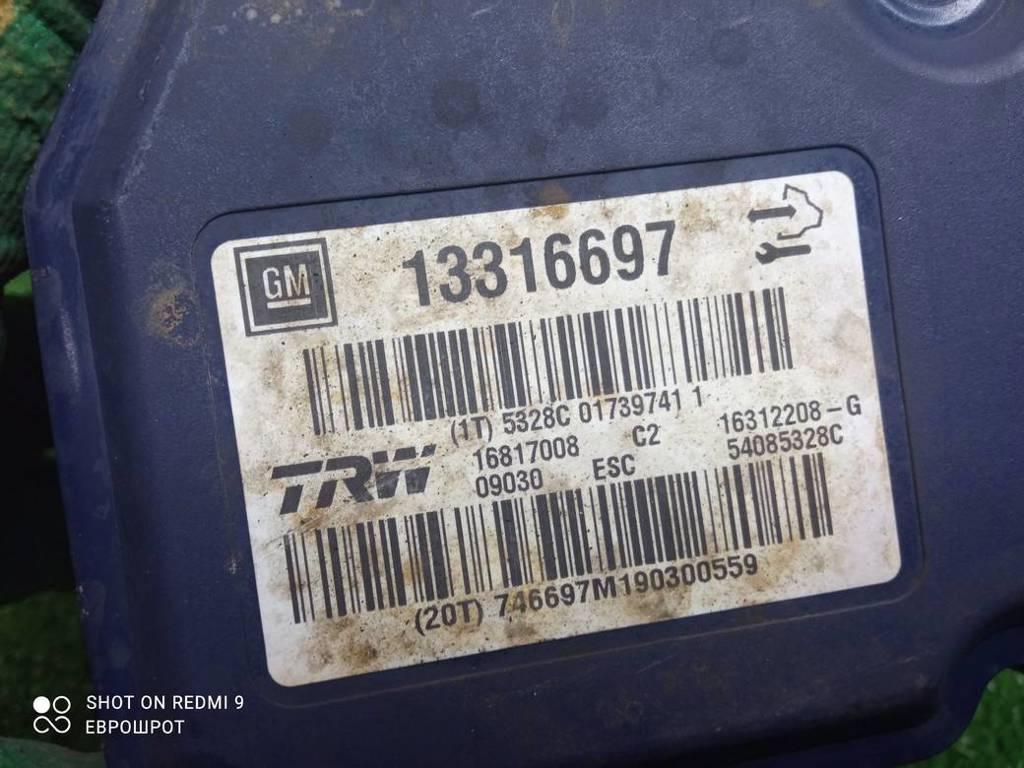 GM 13316697
(1T) 5328C 01739741 1
TRW 16817008 C2 16312208-G
09030 ESC 54085328C
(20T) 746697M190300559
SHOT ON REDMI 9
ЕВРОШРОТ